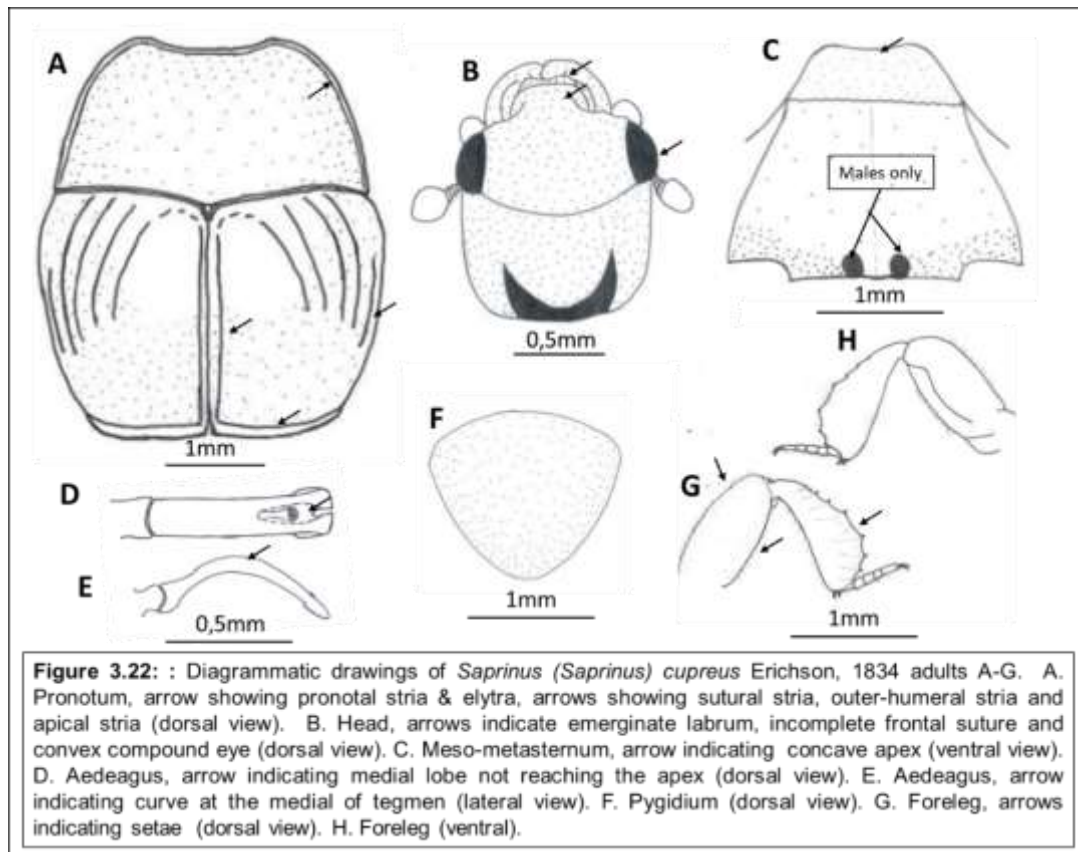 A
B
C
Males only
1mm
0,5mm
1mm
H
F
G
D
E
0,5mm
1mm
1mm
Figure 3.22: : Diagrammatic drawings of Saprinus (Saprinus) cupreus Erichson, 1834 adults A-G. A.
Pronotum, arrow showing pronotal stria & elytra, arrows showing sutural stria, outer-humeral stria and
apical stria (dorsal view). B. Head, arrows indicate emerginate labrum, incomplete frontal suture and
convex compound eye (dorsal view). C. Meso-metasternum, arrow indicating concave apex (ventral view).
D. Aedeagus, arrow indicating medial lobe not reaching the apex (dorsal view). E. Aedeagus, arrow
indicating curve at the medial of tegmen (lateral view). F. Pygidium (dorsal view). G. Foreleg, arrows
indicating setae (dorsal view). H. Foreleg (ventral).